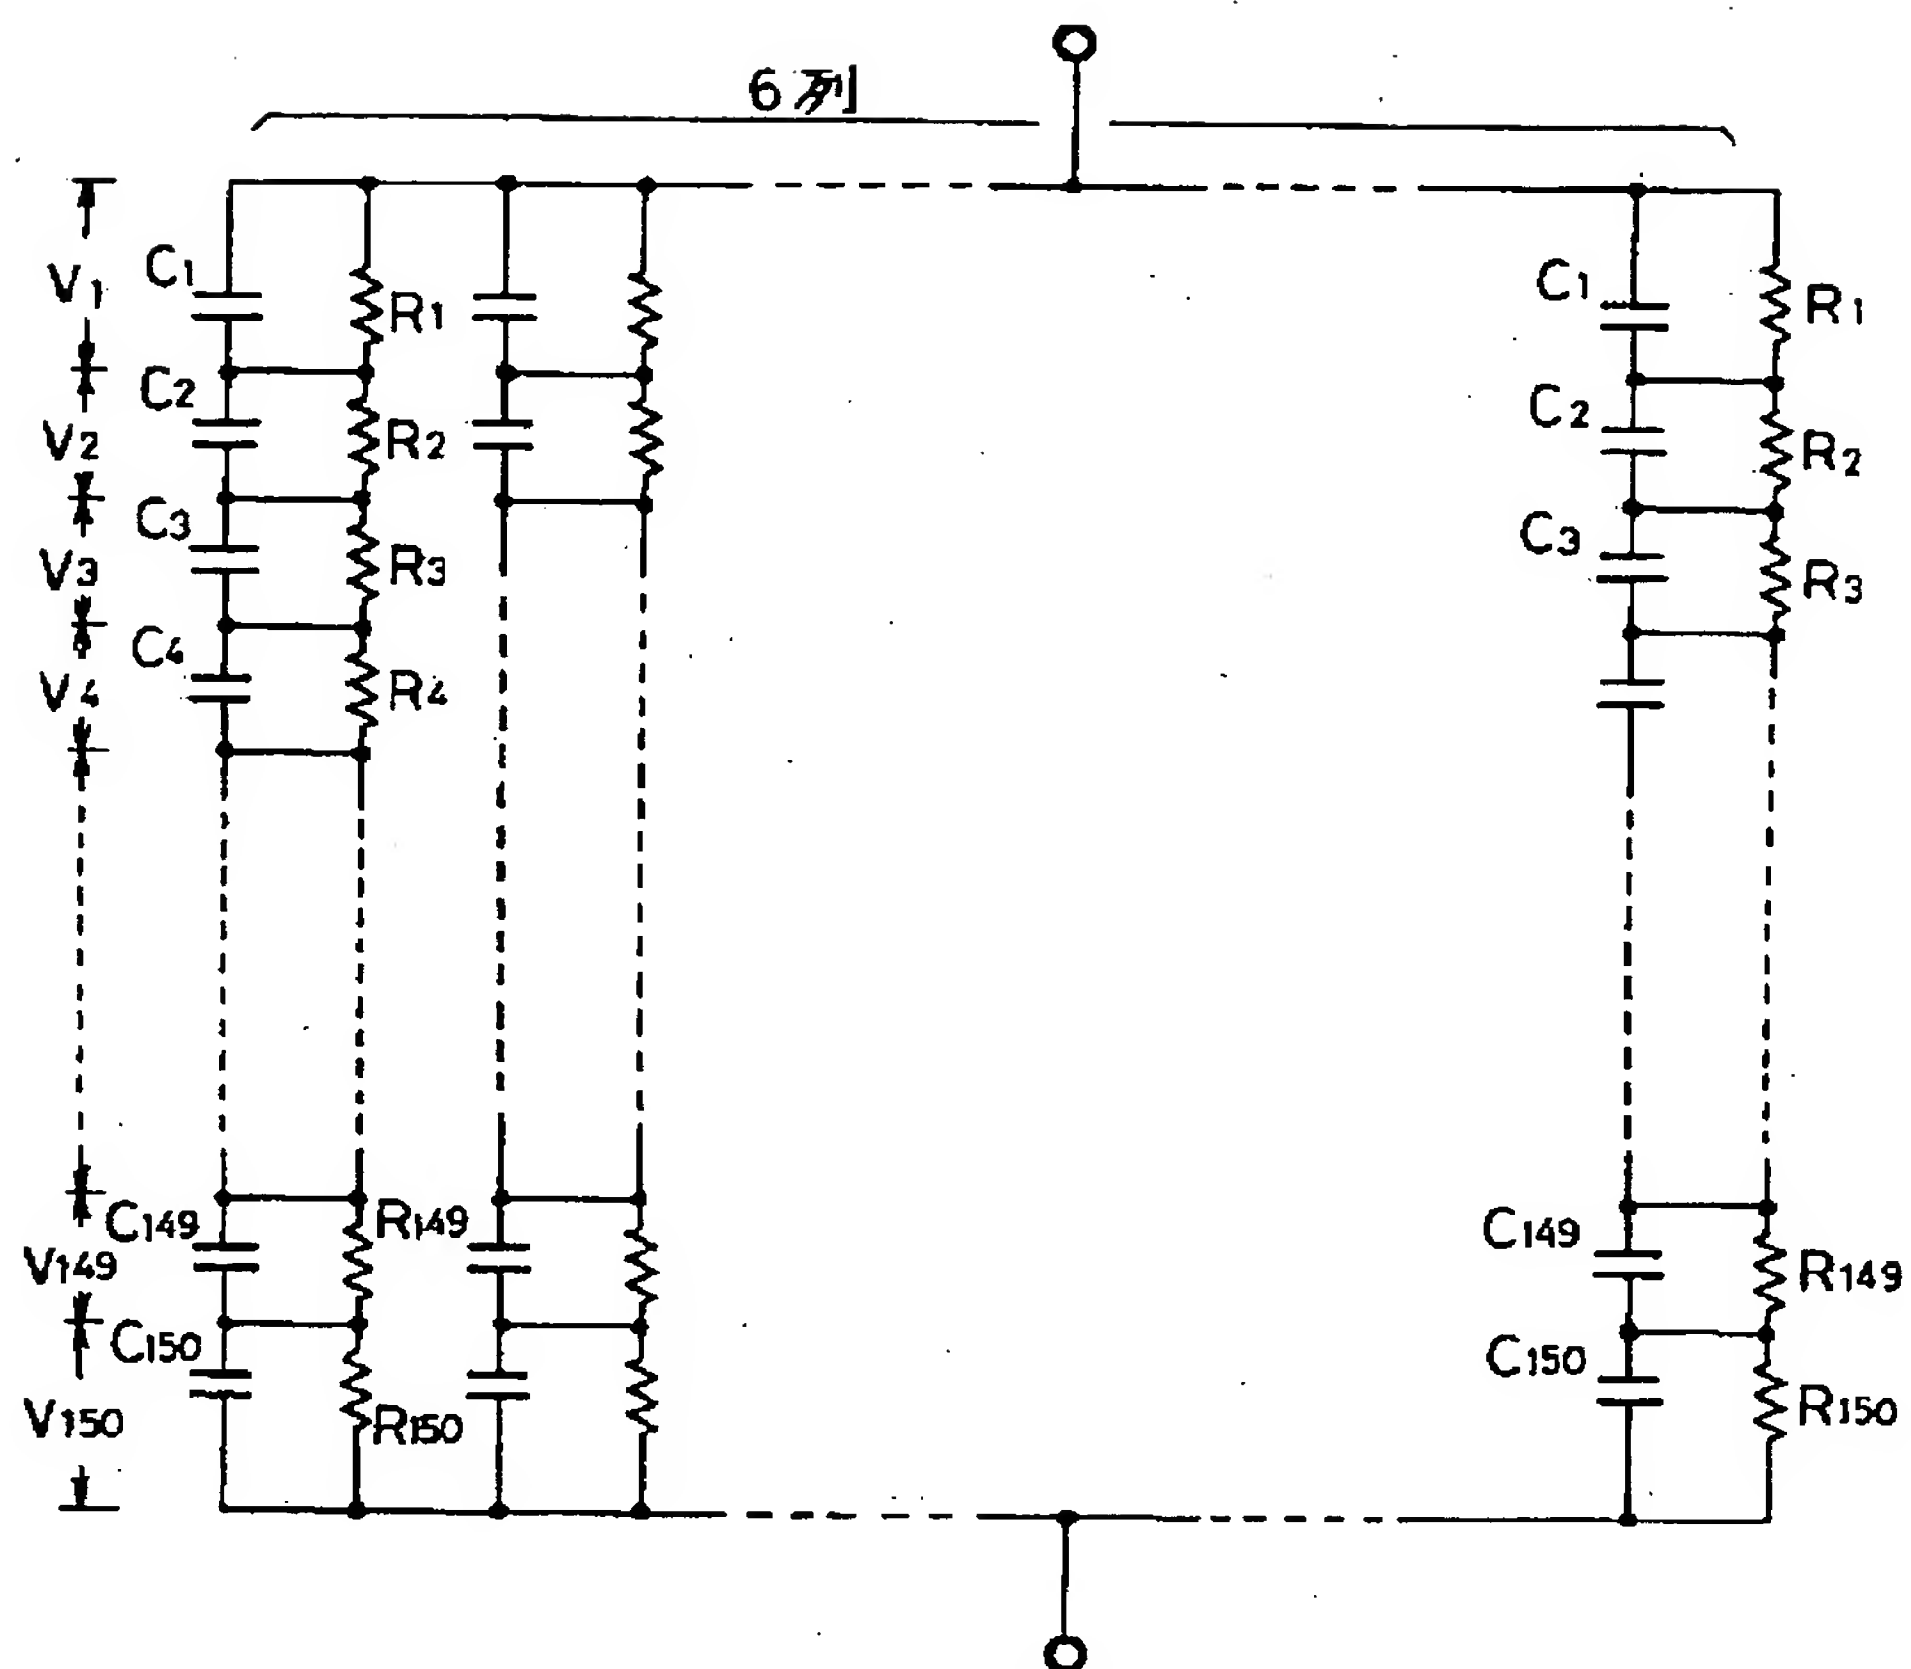 6列
V1 C1 R1 C1 R1
V2 C2 R2 C2 R2
V3 C3 R3 C3 R3
V4 C4 R4
V149 C149 R149 C149 R149
V150 C150 R150 C150 R150